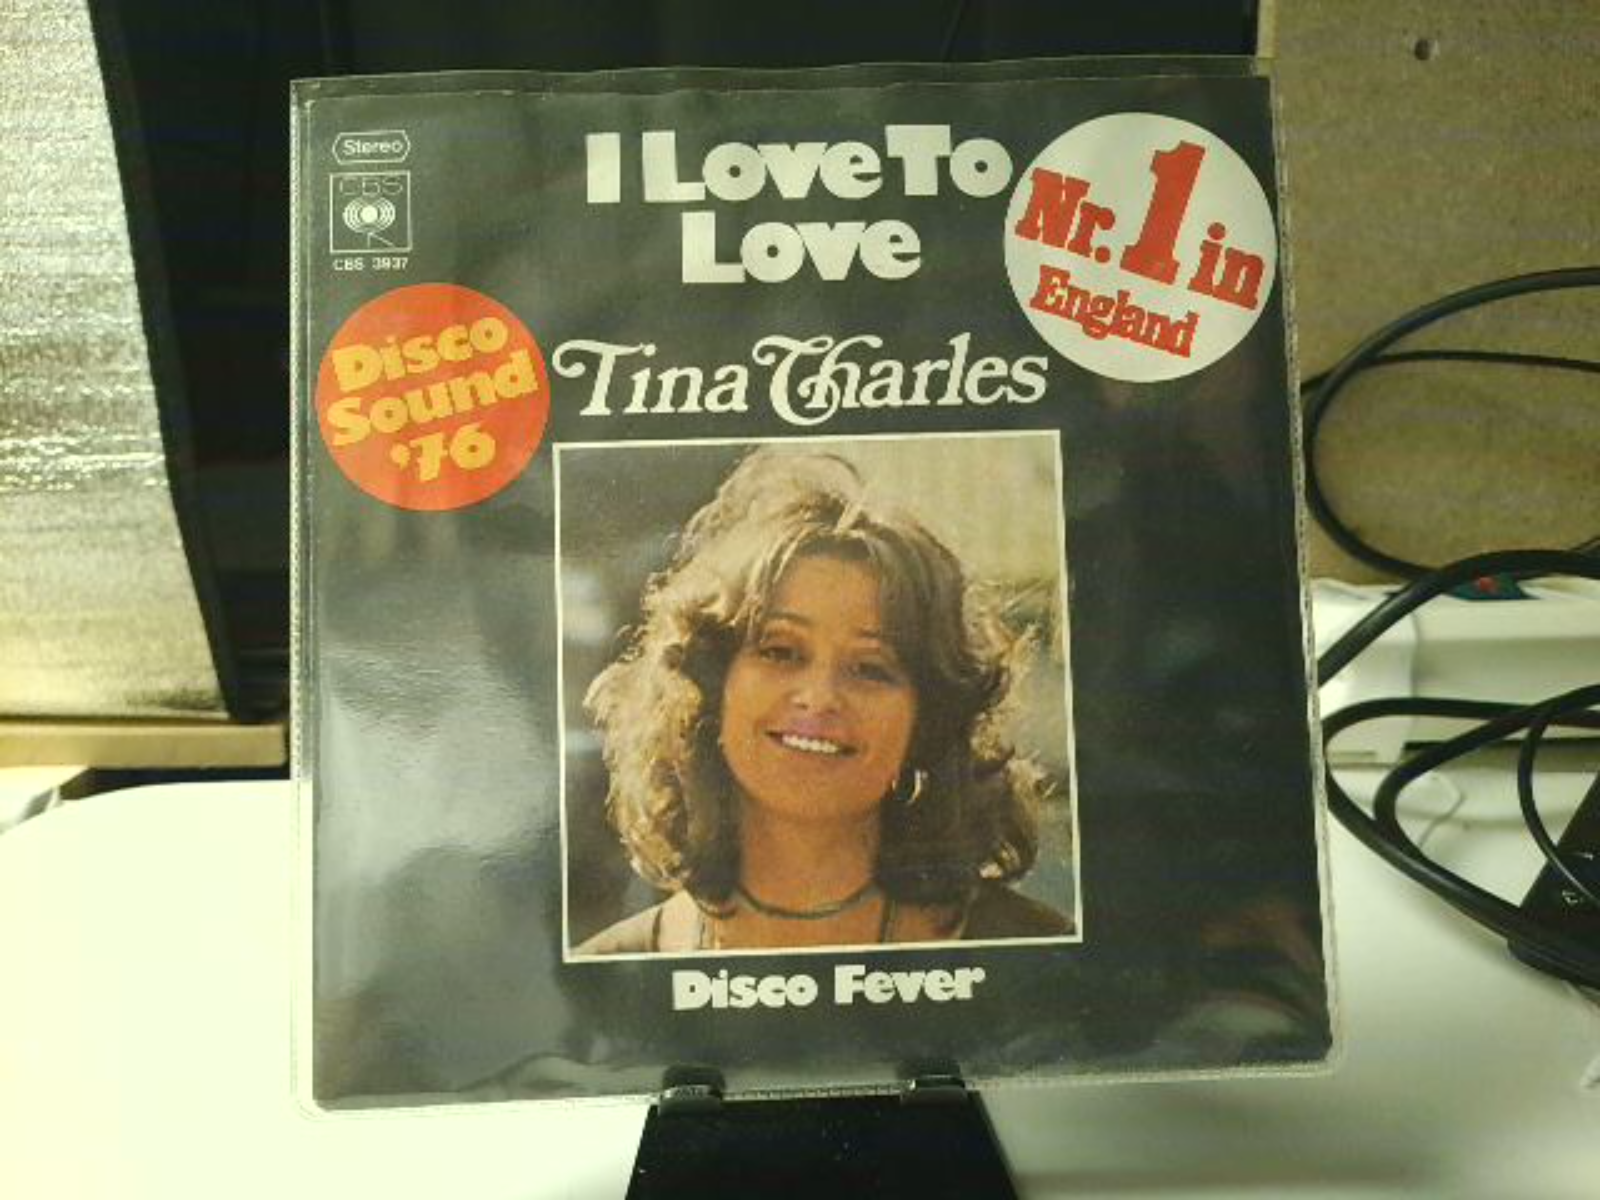 Stereo
CBS
CBS 3937
I Love To
Love
Nr. 1 in
England
Disco
Sound
'76
Tina Charles
Disco Fever